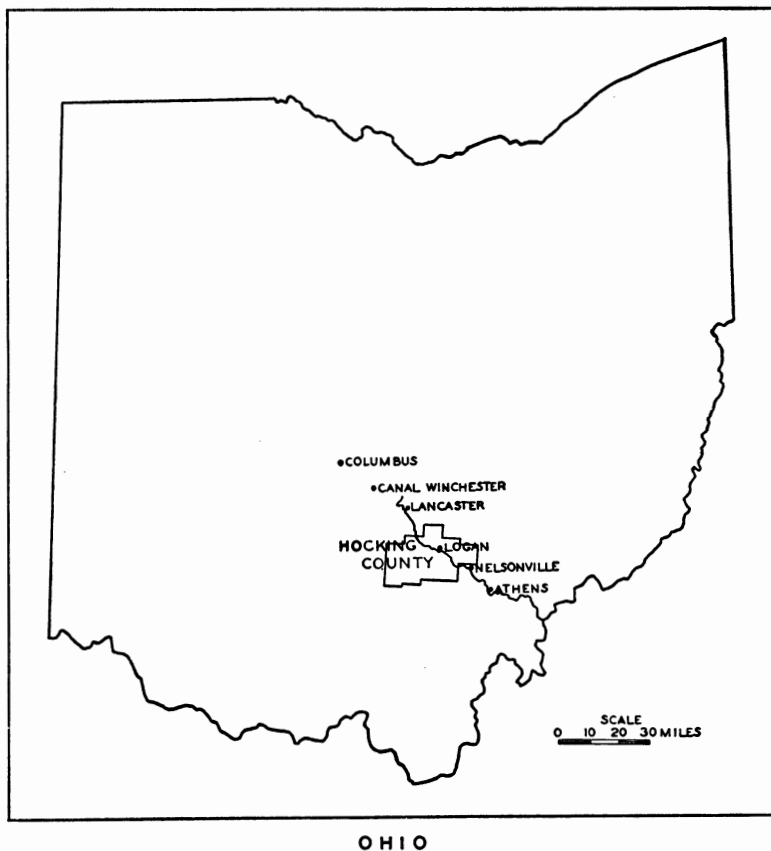 COLUMBUS
CANAL WINCHESTER
LANCASTER
HOCKING
COUNTY
LOGAN
NELSONVILLE
ATHENS
SCALE
0 10 20 30 MILES
OHIO